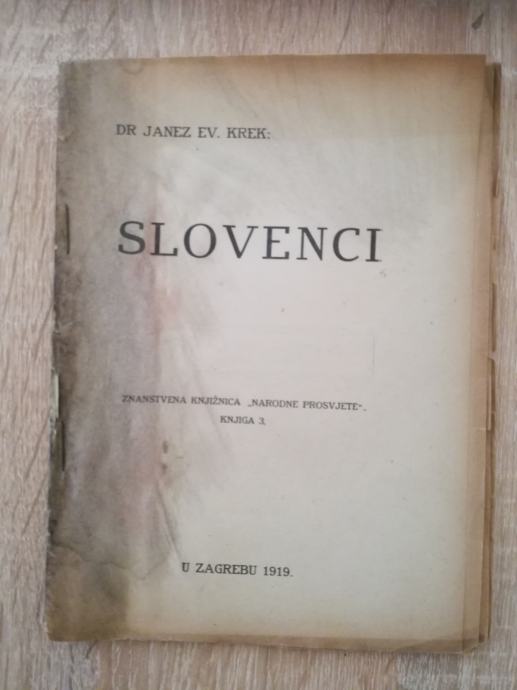 DR JANEZ EV. KREK:
SLOVENCI
ZNANSTVENA KNJIŽNICA „NARODNE PROSVJETE“.
KNJIGA 3.
U ZAGREBU 1919.